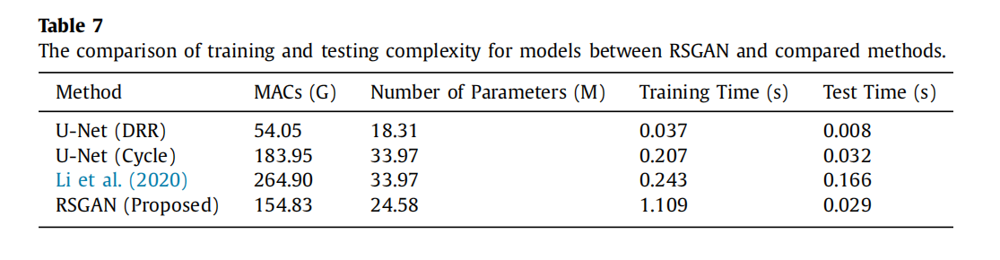 Table 7
The comparison of training and testing complexity for models between RSGAN and compared methods.
Method MACs (G) Number of Parameters (M) Training Time (s) Test Time (s)
U-Net (DRR) 54.05 18.31 0.037 0.008
U-Net (Cycle) 183.95 33.97 0.207 0.032
Li et al. (2020) 264.90 33.97 0.243 0.166
RSGAN (Proposed) 154.83 24.58 1.109 0.029